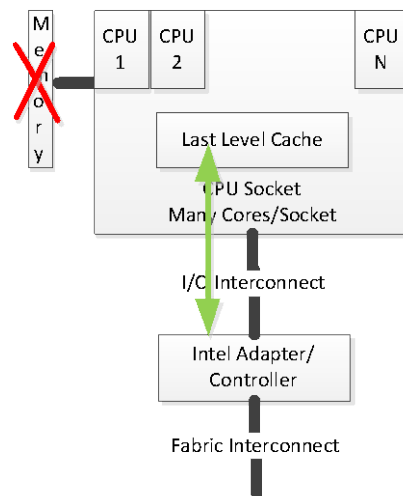 Memory
CPU
1
CPU
2
CPU
N
Last Level Cache
CPU Socket
Many Cores/Socket
I/O Interconnect
Intel Adapter/
Controller
Fabric Interconnect